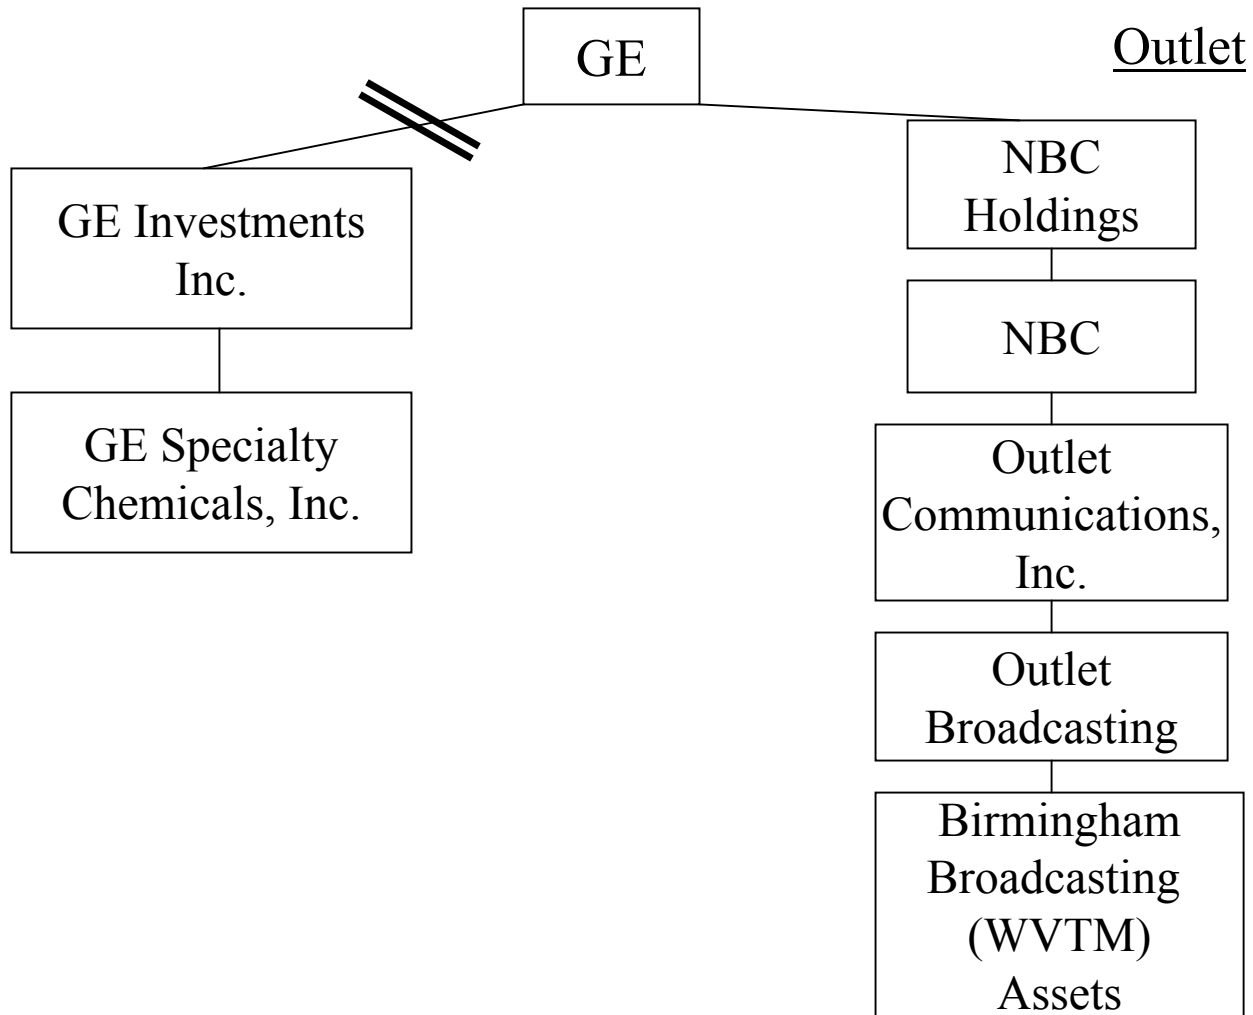 GE
Outlet
GE Investments
Inc.
GE Specialty
Chemicals, Inc.
NBC
Holdings
NBC
Outlet
Communications,
Inc.
Outlet
Broadcasting
Birmingham
Broadcasting
(WVTM)
Assets